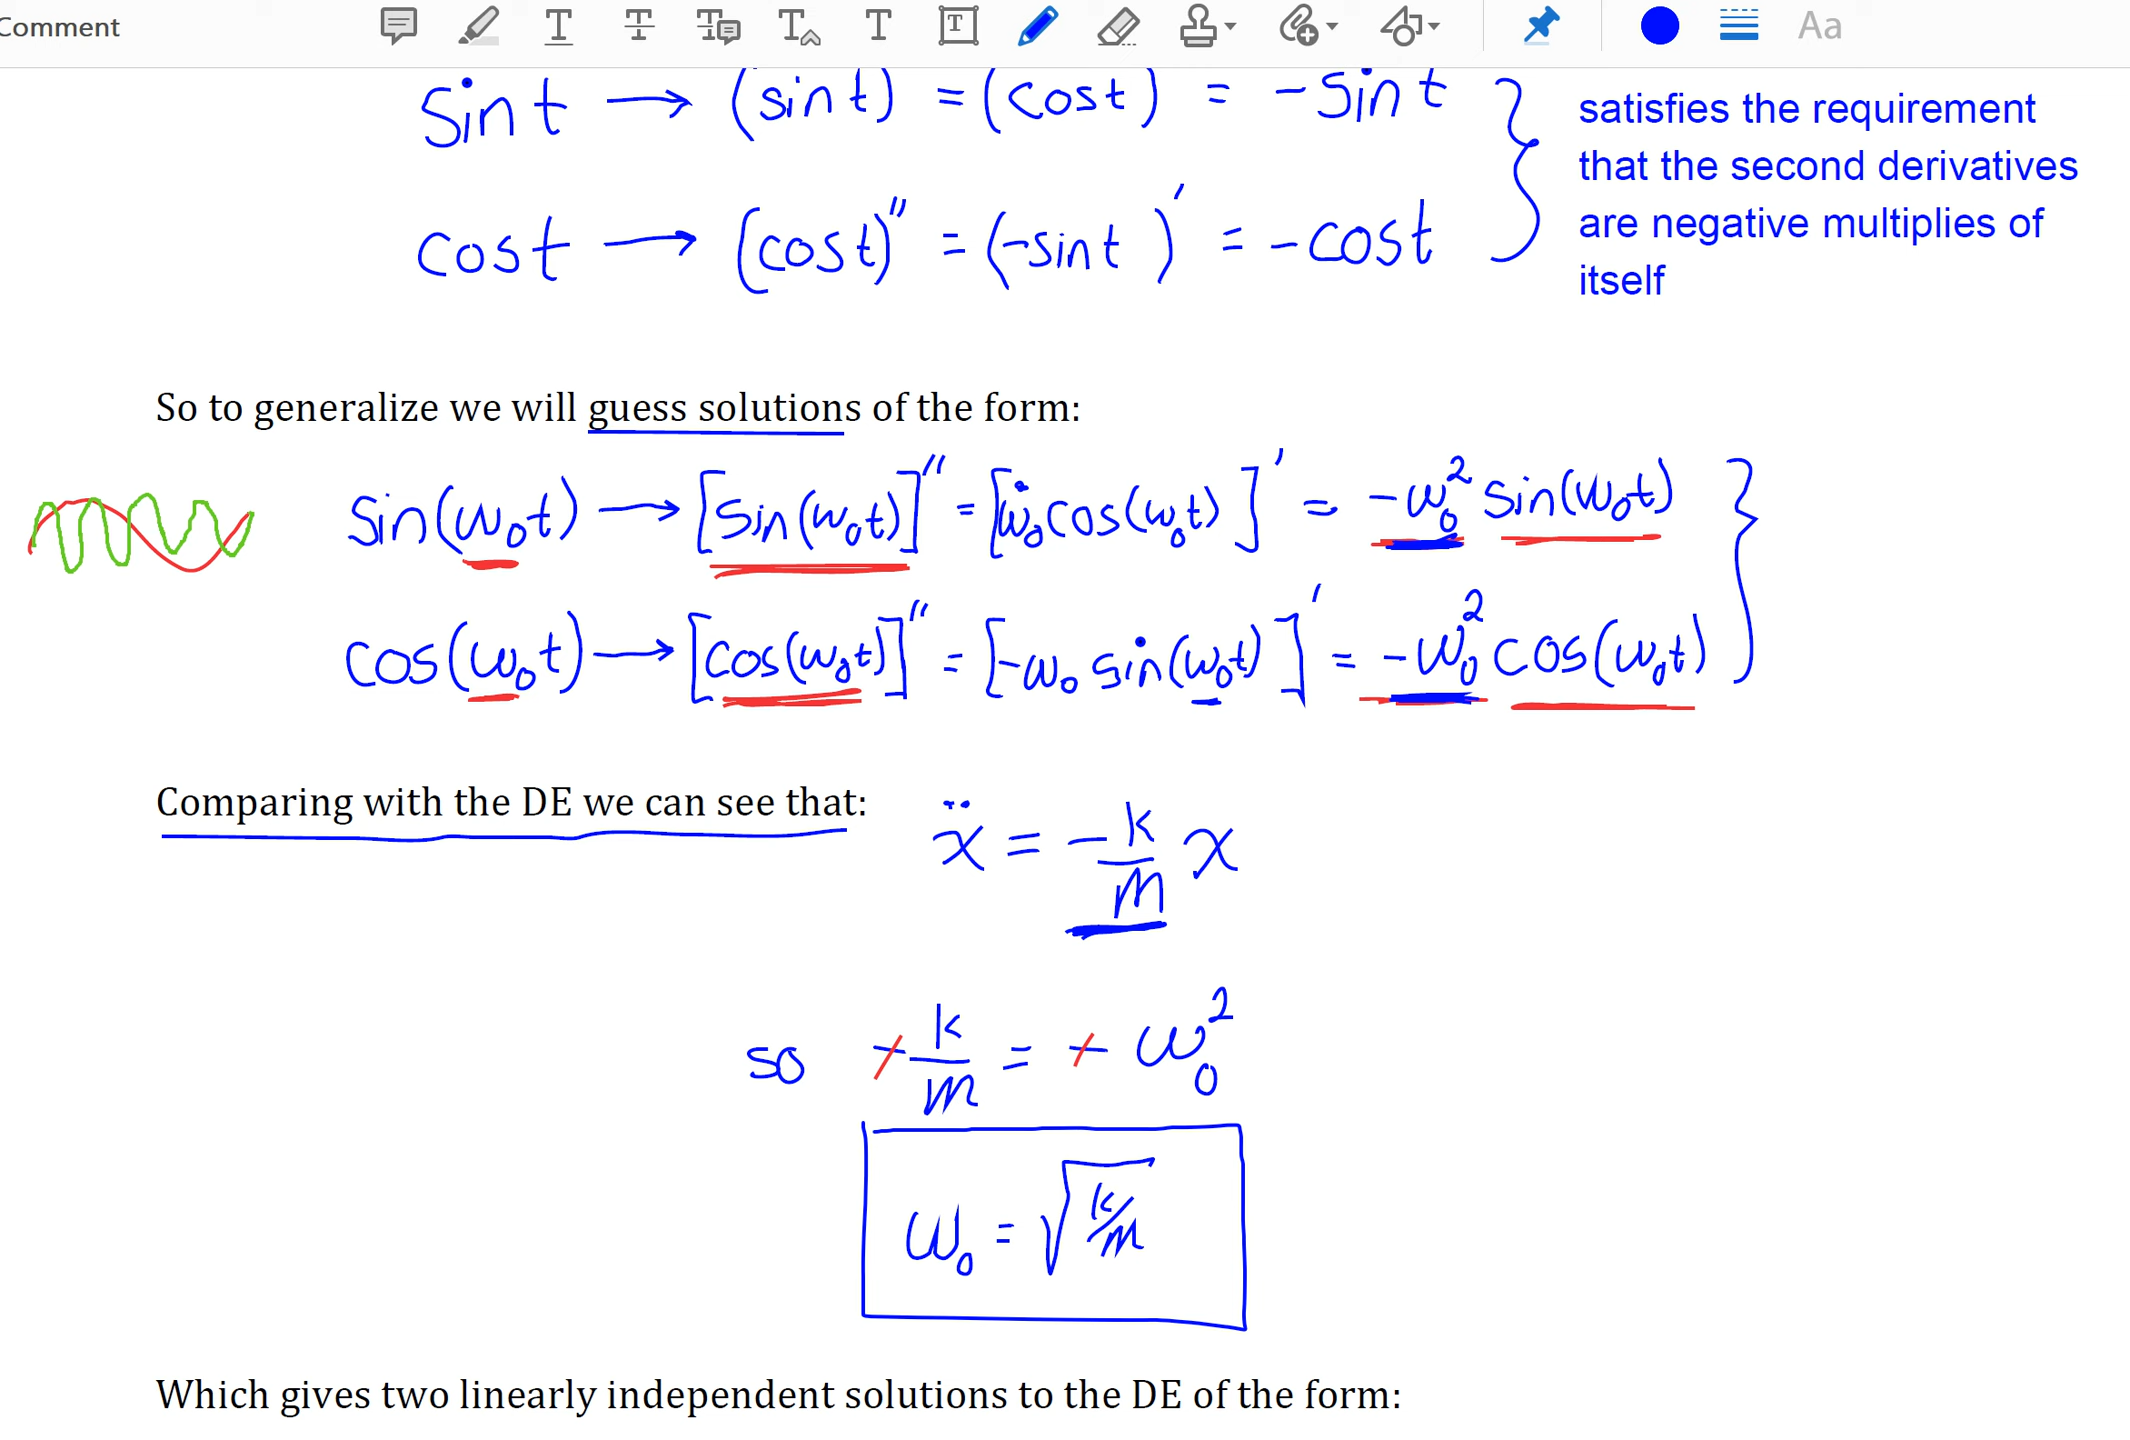 Comment
T T T T T T Aa
sin t → (sin t) = (cos t) = - sin t
cos t → (cos t)'' = (-sin t)' = - cos t
satisfies the requirement
that the second derivatives
are negative multiplies of
itself
So to generalize we will guess solutions of the form:
sin(ω₀t) → [sin(ω₀t)]'' = [ω₀cos(ω₀t)]' = -ω₀² sin(ω₀t)
cos(ω₀t) → [cos(ω₀t)]'' = [-ω₀ sin(ω₀t)]' = -ω₀² cos(ω₀t)
Comparing with the DE we can see that: ẍ = -k/m x
so -k/m = -ω₀²
ω₀ = √k/m
Which gives two linearly independent solutions to the DE of the form: